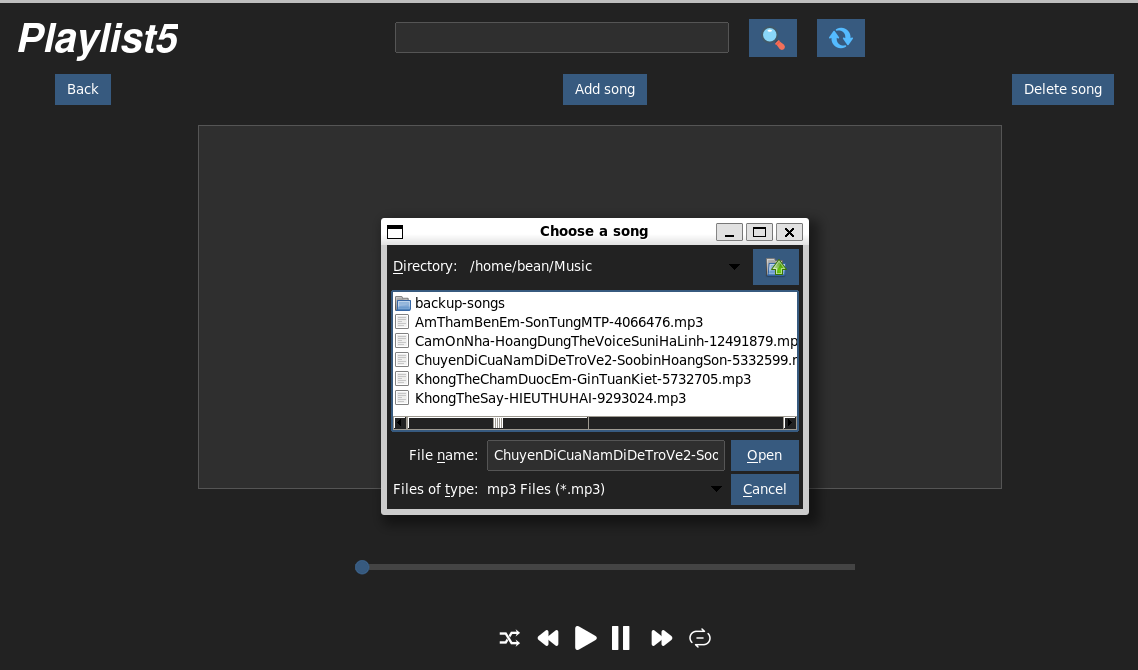 Playlist5
Back
Add song
Delete song
Choose a song
Directory: /home/bean/Music
backup-songs
AmThamBenEm-SonTungMTP-4066476.mp3
CamOnNha-HoangDungTheVoiceSuniHaLinh-12491879.mp
ChuyenDiCuaNamDiDeTroVe2-SoobinHoangSon-5332599.
KhongTheChamDuocEm-GinTuanKiet-5732705.mp3
KhongTheSay-HIEUTHUHAI-9293024.mp3
File name: ChuyenDiCuaNamDiDeTroVe2-Soo
Open
Files of type: mp3 Files (*.mp3)
Cancel